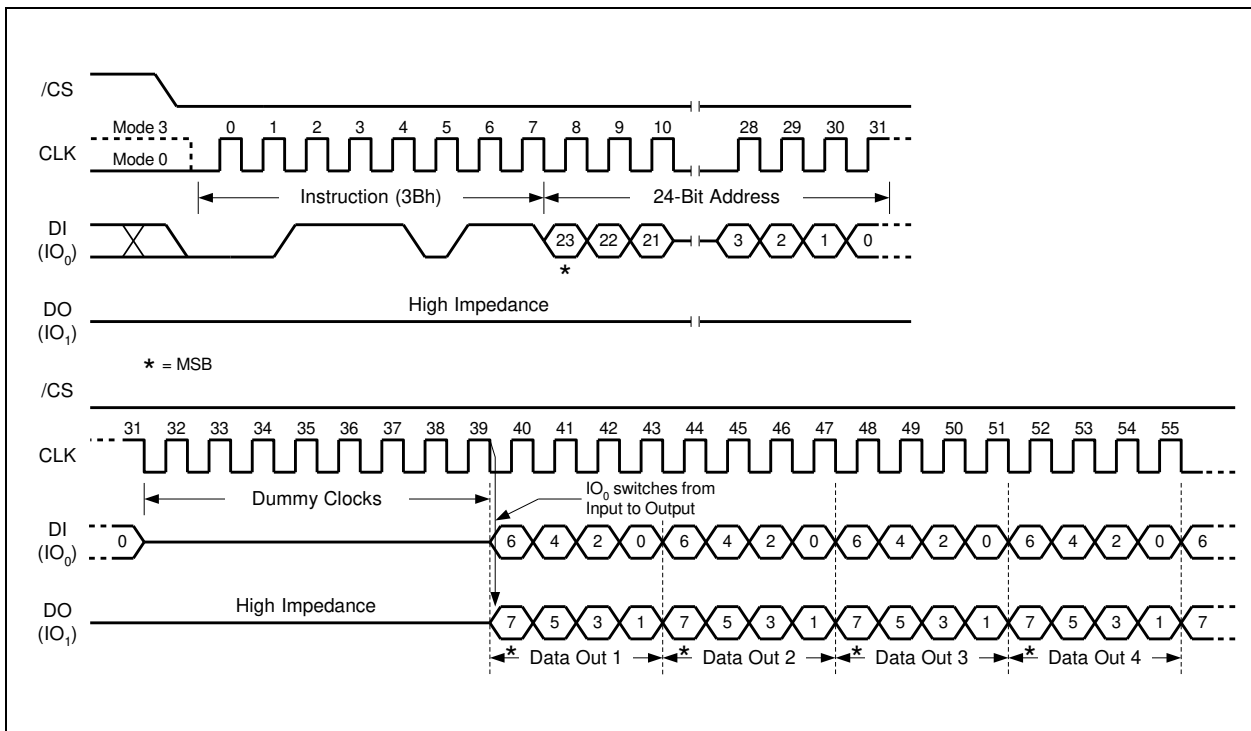 /CS
Mode 3
Mode 0
CLK
0 1 2 3 4 5 6 7 8 9 10 28 29 30 31
Instruction (3Bh) 24-Bit Address
DI
(IO₀)
23 22 21 3 2 1 0
*
High Impedance
DO
(IO₁)
* = MSB
/CS
31 32 33 34 35 36 37 38 39 40 41 42 43 44 45 46 47 48 49 50 51 52 53 54 55
CLK
Dummy Clocks
IO₀ switches from
Input to Output
DI
(IO₀)
0 6 4 2 0 6 4 2 0 6 4 2 0 6 4 2 0 6
High Impedance
DO
(IO₁)
7 5 3 1 7 5 3 1 7 5 3 1 7 5 3 1 7
* Data Out 1 * Data Out 2 * Data Out 3 * Data Out 4